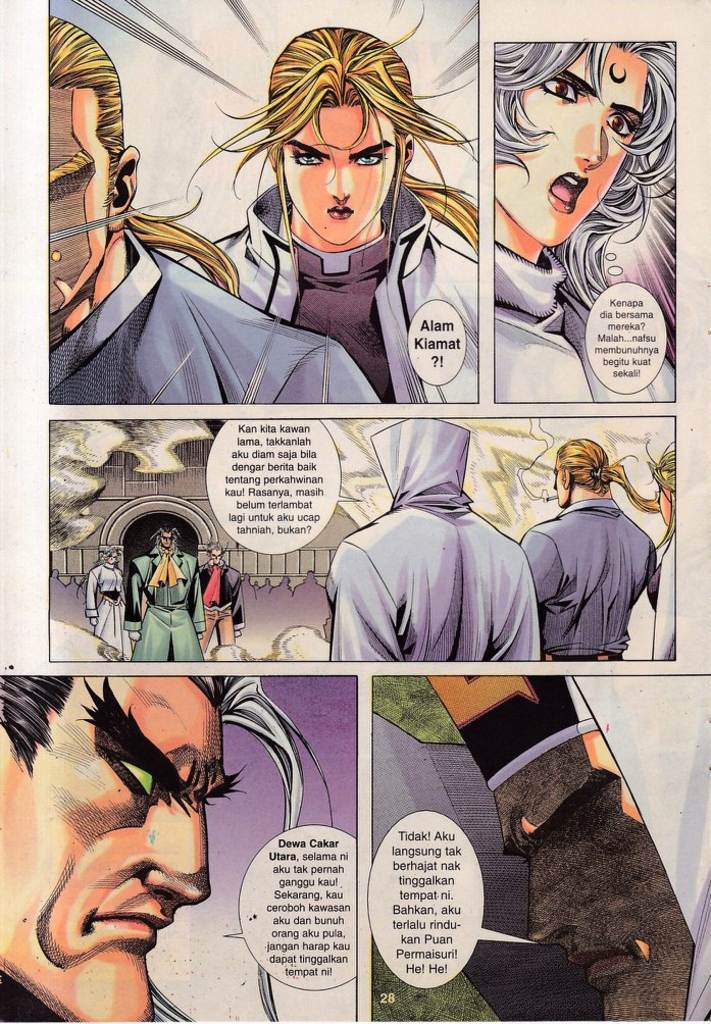 Alam
Kiamat
?!
Kenapa
dia bersama
mereka?
Malah...nafsu
membunuhnya
begitu kuat
sekali!
Kan kita kawan
lama, takkanlah
aku diam saja bila
dengar berita baik
tentang perkahwinan
kau! Rasanya, masih
belum terlambat
lagi untuk aku ucap
tahniah, bukan?
Dewa Cakar
Utara, selama ni
aku tak pernah
ganggu kau!
Sekarang, kau
ceroboh kawasan
aku dan bunuh
orang aku pula,
jangan harap kau
dapat tinggalkan
tempat ni!
Tidak! Aku
langsung tak
berhajat nak
tinggalkan
tempat ni.
Bahkan, aku
terlalu rindu-
kan Puan
Permaisuri!
He! He!
28